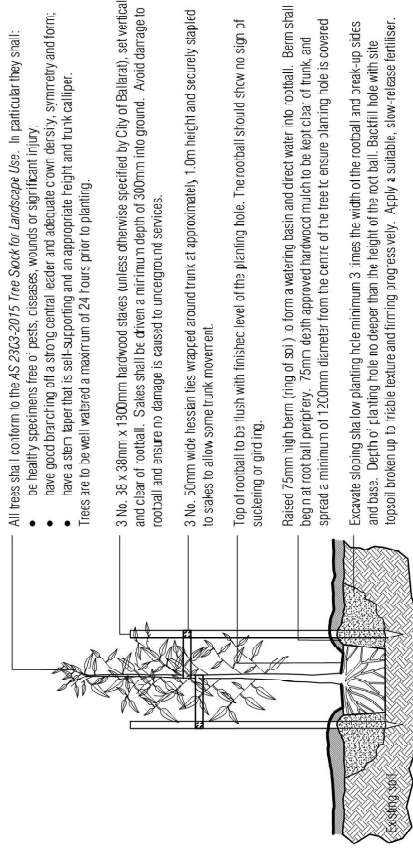 All trees shall conform to the AS 2303-2015 Tree Stock for Landscape Use. In particular they shall:
• be healthy specimens free of pests, diseases, wounds or significant injury,
• have good branching off a strong central leader and adequate crown density, symmetry and form;
• have a stem taper that is self-supporting and an appropriate height and trunk calliper.
Trees are to be well watered a maximum of 24 hours prior to planting.
3 No. 38 x 38mm x 1800mm hardwood stakes (unless otherwise specified by City of Ballarat), set vertical
and clear of rootball. Stakes shall be driven a minimum depth of 300mm into ground. Avoid damage to
rootball and ensure no damage is caused to underground services.
3 No. 50mm wide hessian ties wrapped around trunk at approximately 1.0m height and securely stapled
to stakes to allow some trunk movement.
Top of rootball to be flush with finished level of the planting hole. The rootball should show no sign of
suckering or girdling.
Raised 75mm high berm (ring of soil) to form a watering basin and direct water into rootball. Berm shall
begin at root ball periphery. 75mm depth approved hardwood mulch to be kept clear of trunk, and
spread a minimum of 1200mm diameter from the centre of the tree to ensure planting hole is covered
Excavate sloping shallow planting hole minimum 3 times the width of the rootball and break-up sides
and base. Depth of planting hole no deeper than the height of the root ball. Backfill hole with site
topsoil broken up to friable texture and firming progressively. Apply a suitable, slow-release fertiliser.
Existing soil